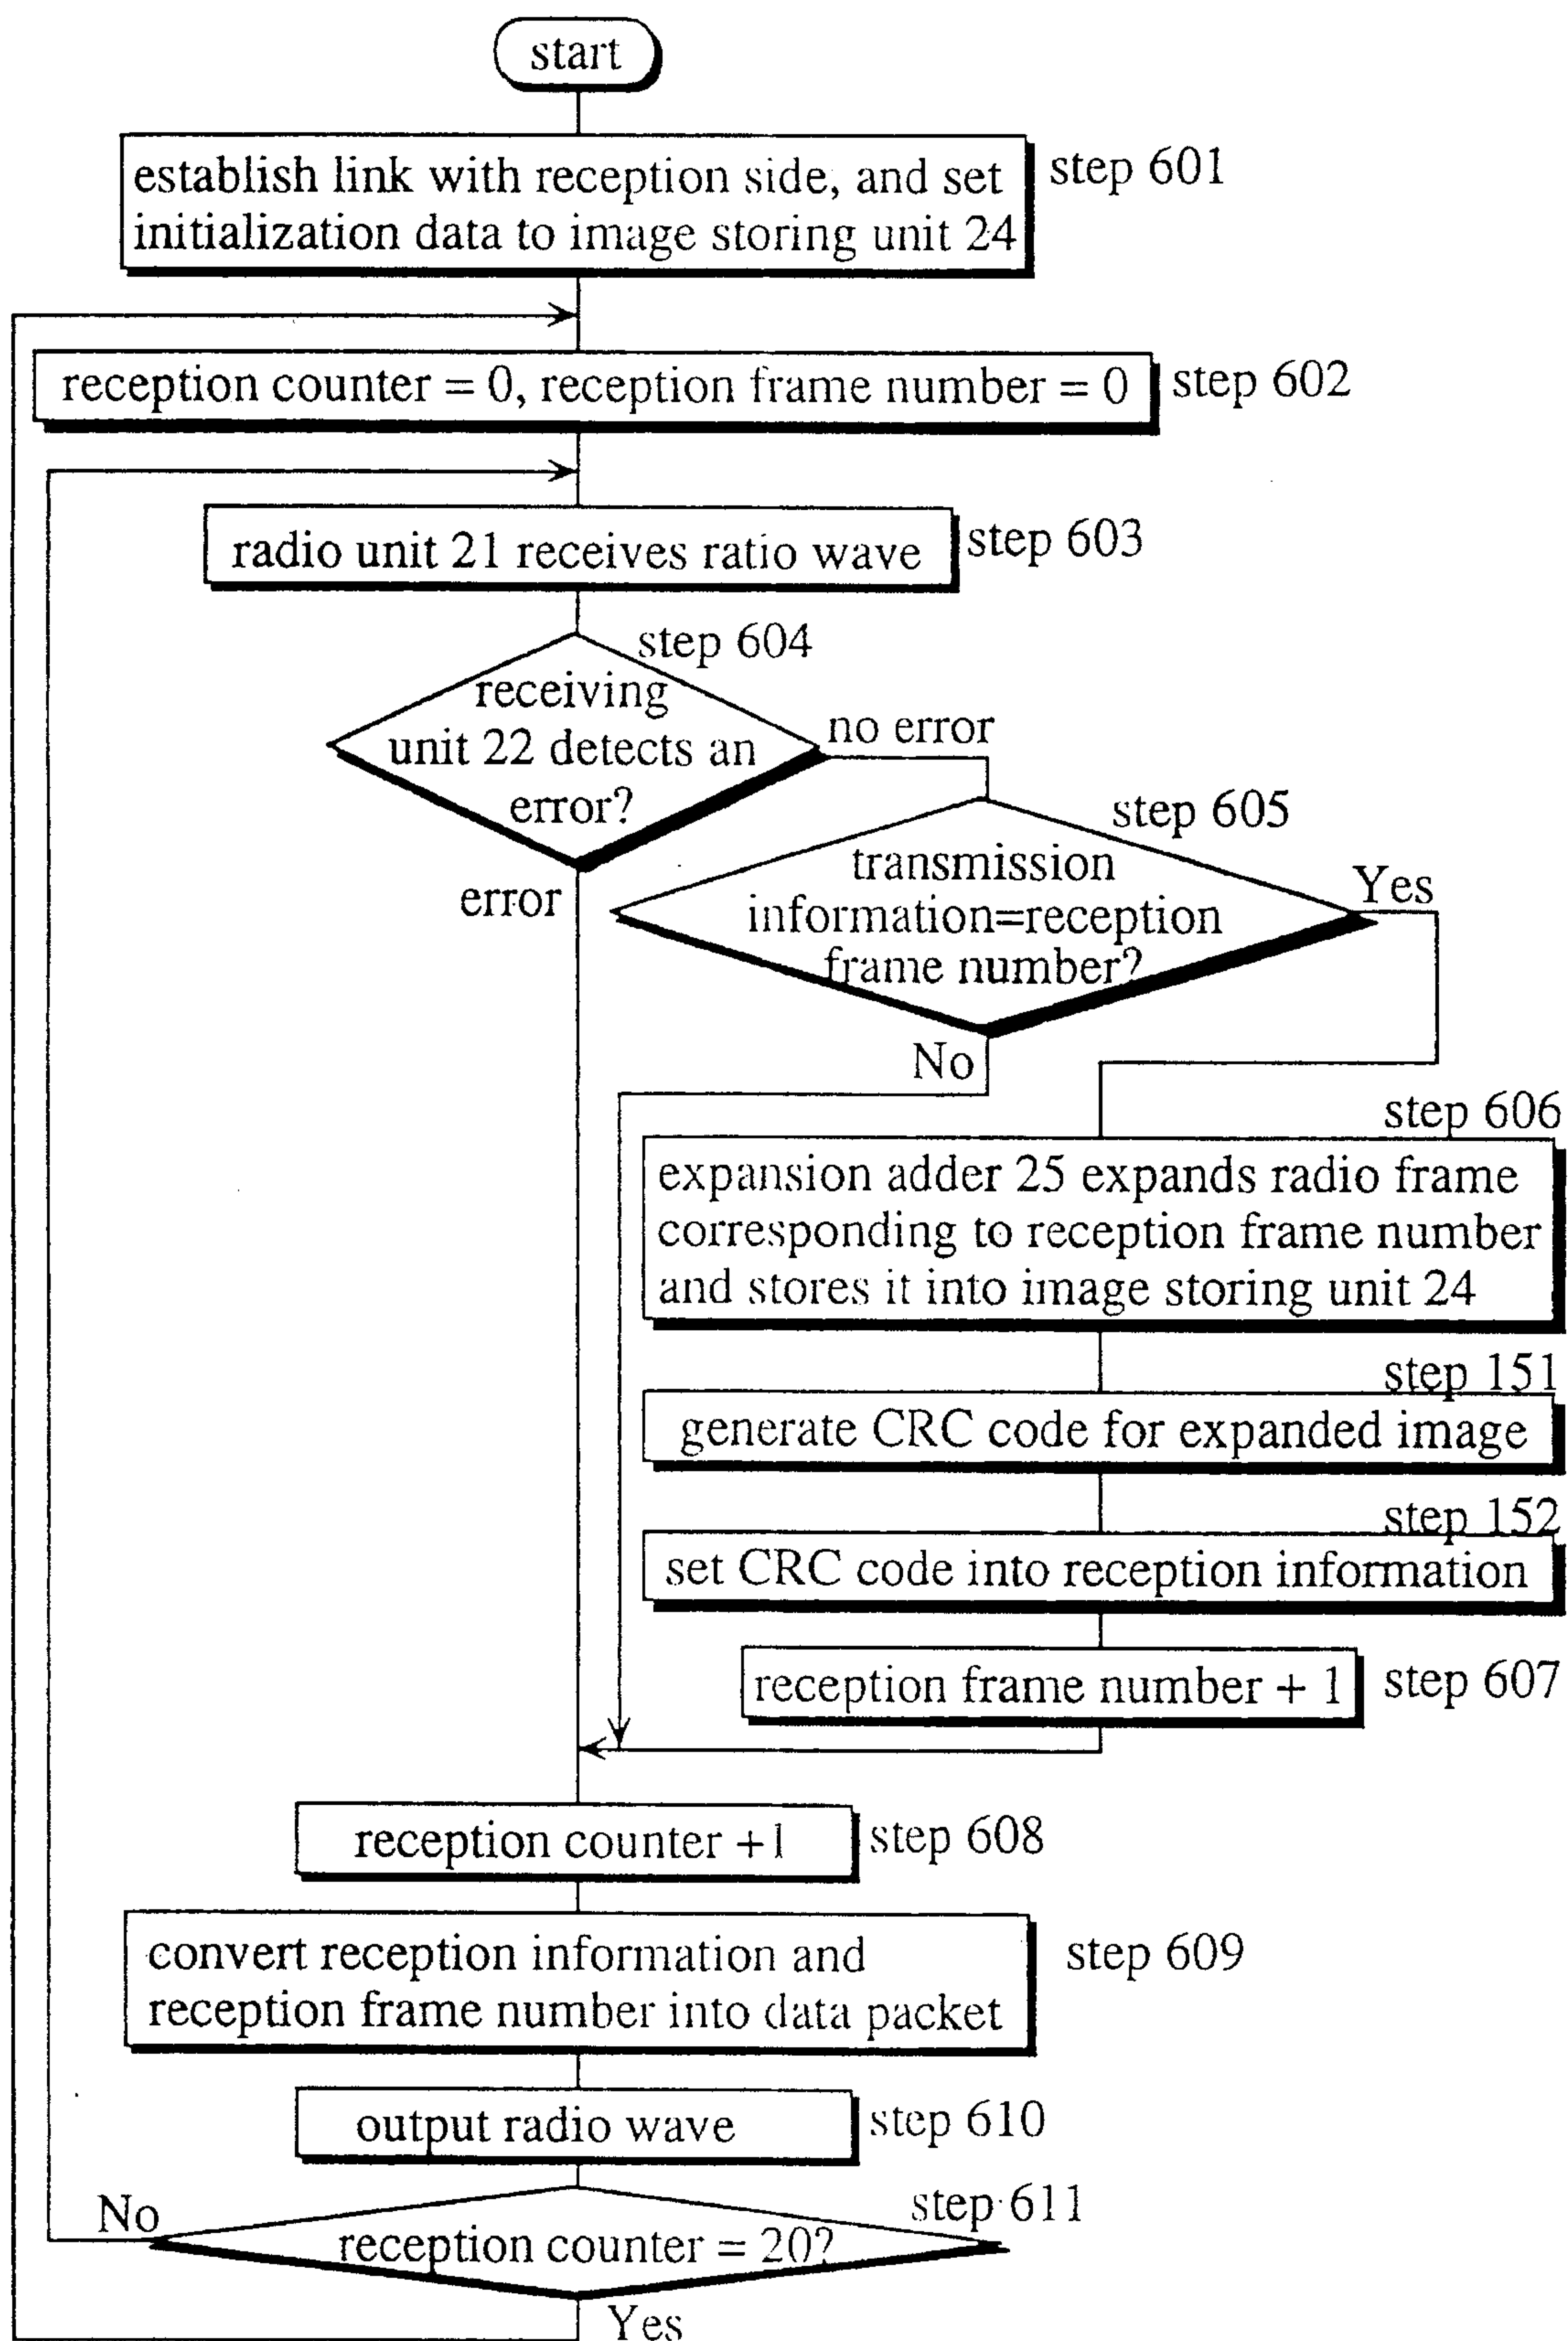 start
establish link with reception side, and set
initialization data to image storing unit 24
step 601
reception counter = 0, reception frame number = 0
step 602
radio unit 21 receives ratio wave
step 603
step 604
receiving
unit 22 detects an
error?
no error
error
step 605
transmission
information=reception
frame number?
Yes
No
step 606
expansion adder 25 expands radio frame
corresponding to reception frame number
and stores it into image storing unit 24
step 151
generate CRC code for expanded image
step 152
set CRC code into reception information
reception frame number + 1
step 607
reception counter +1
step 608
convert reception information and
reception frame number into data packet
step 609
output radio wave
step 610
step 611
No
reception counter = 20?
Yes